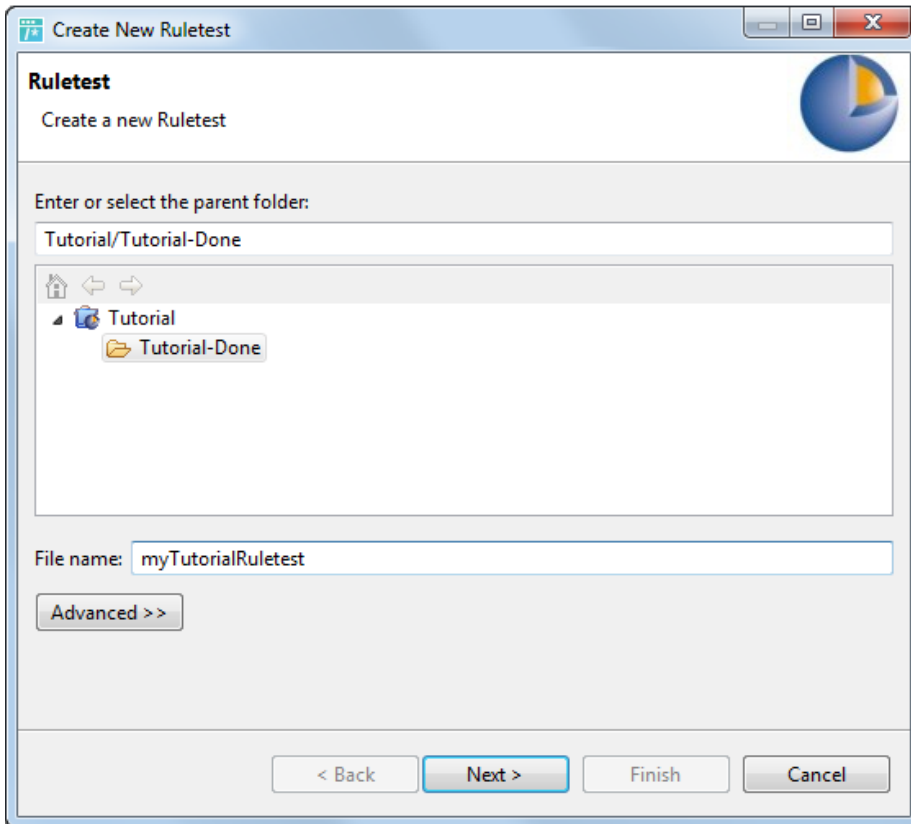 Create New Ruletest
Ruletest
Create a new Ruletest
Enter or select the parent folder:
Tutorial/Tutorial-Done
Tutorial
Tutorial-Done
File name: myTutorialRuletest
Advanced >>
< Back Next > Finish Cancel